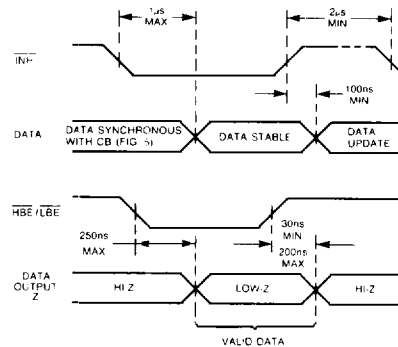 1μs
MAX
2μs
MIN
INH
100ns
MIN
DATA
DATA SYNCHRONOUS
WITH CB (FIG. 5)
DATA STABLE
DATA
UPDATE
HBE/LBE
250ns
MAX
30ns
MIN
200ns
MAX
DATA
OUTPUT
Z
HI-Z
LOW-Z
HI-Z
VALID DATA